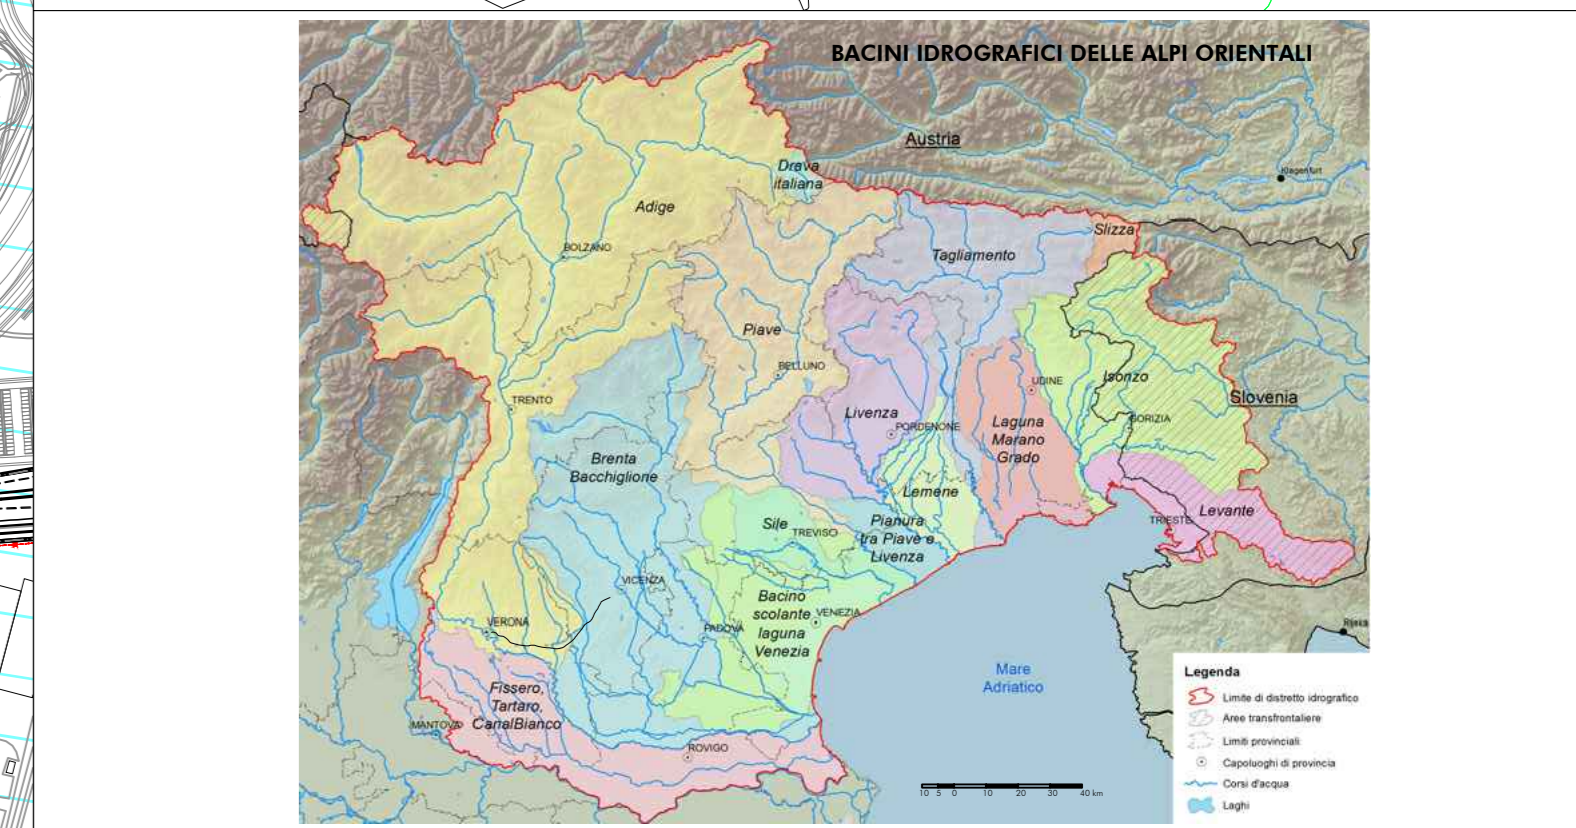 BACINI IDROGRAFICI DELLE ALPI ORIENTALI
Austria
Klagenfurt
Drava
italiana
Adige
Slizza
BOLZANO
Tagliamento
Piave
BELLUNO
UDINE
Isonzo
Slovenia
TRENTO
Livenza
PORDENONE
Laguna
Marano
Grado
GORIZIA
Brenta
Bacchiglione
Lemene
Levante
TRIESTE
Sile
TREVISO
Pianura
tra Piave e
Livenza
VICENZA
Bacino
scolante
laguna
Venezia
VENEZIA
VERONA
PADOVA
Rijeka
Mare
Adriatico
Fissero,
Tartaro,
CanalBianco
MANTOVA
ROVIGO
10 5 0 10 20 30 40 km
Legenda
Limite di distretto idrografico
Aree transfrontaliere
Limiti provinciali
Capoluoghi di provincia
Corsi d'acqua
Laghi